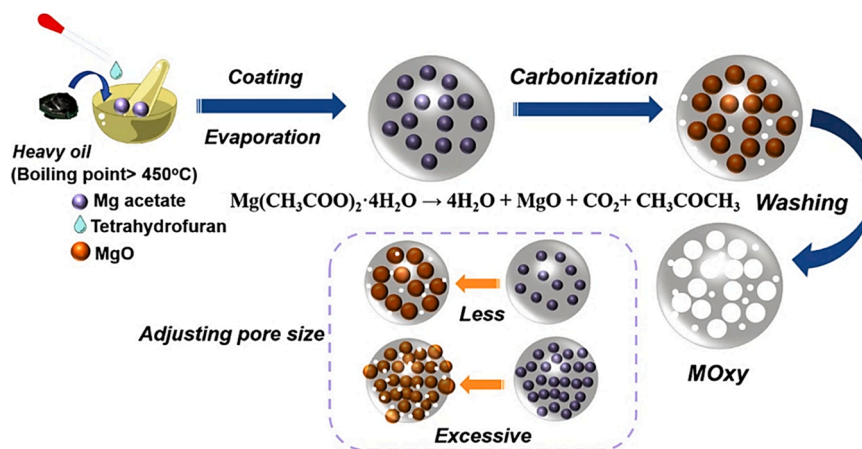 Coating
Evaporation
Carbonization
Heavy oil
(Boiling point> 450°C)
Mg acetate
Tetrahydrofuran
MgO
Mg(CH₃COO)₂·4H₂O → 4H₂O + MgO + CO₂+ CH₃COCH₃
Washing
Adjusting pore size
Less
Excessive
MOxy